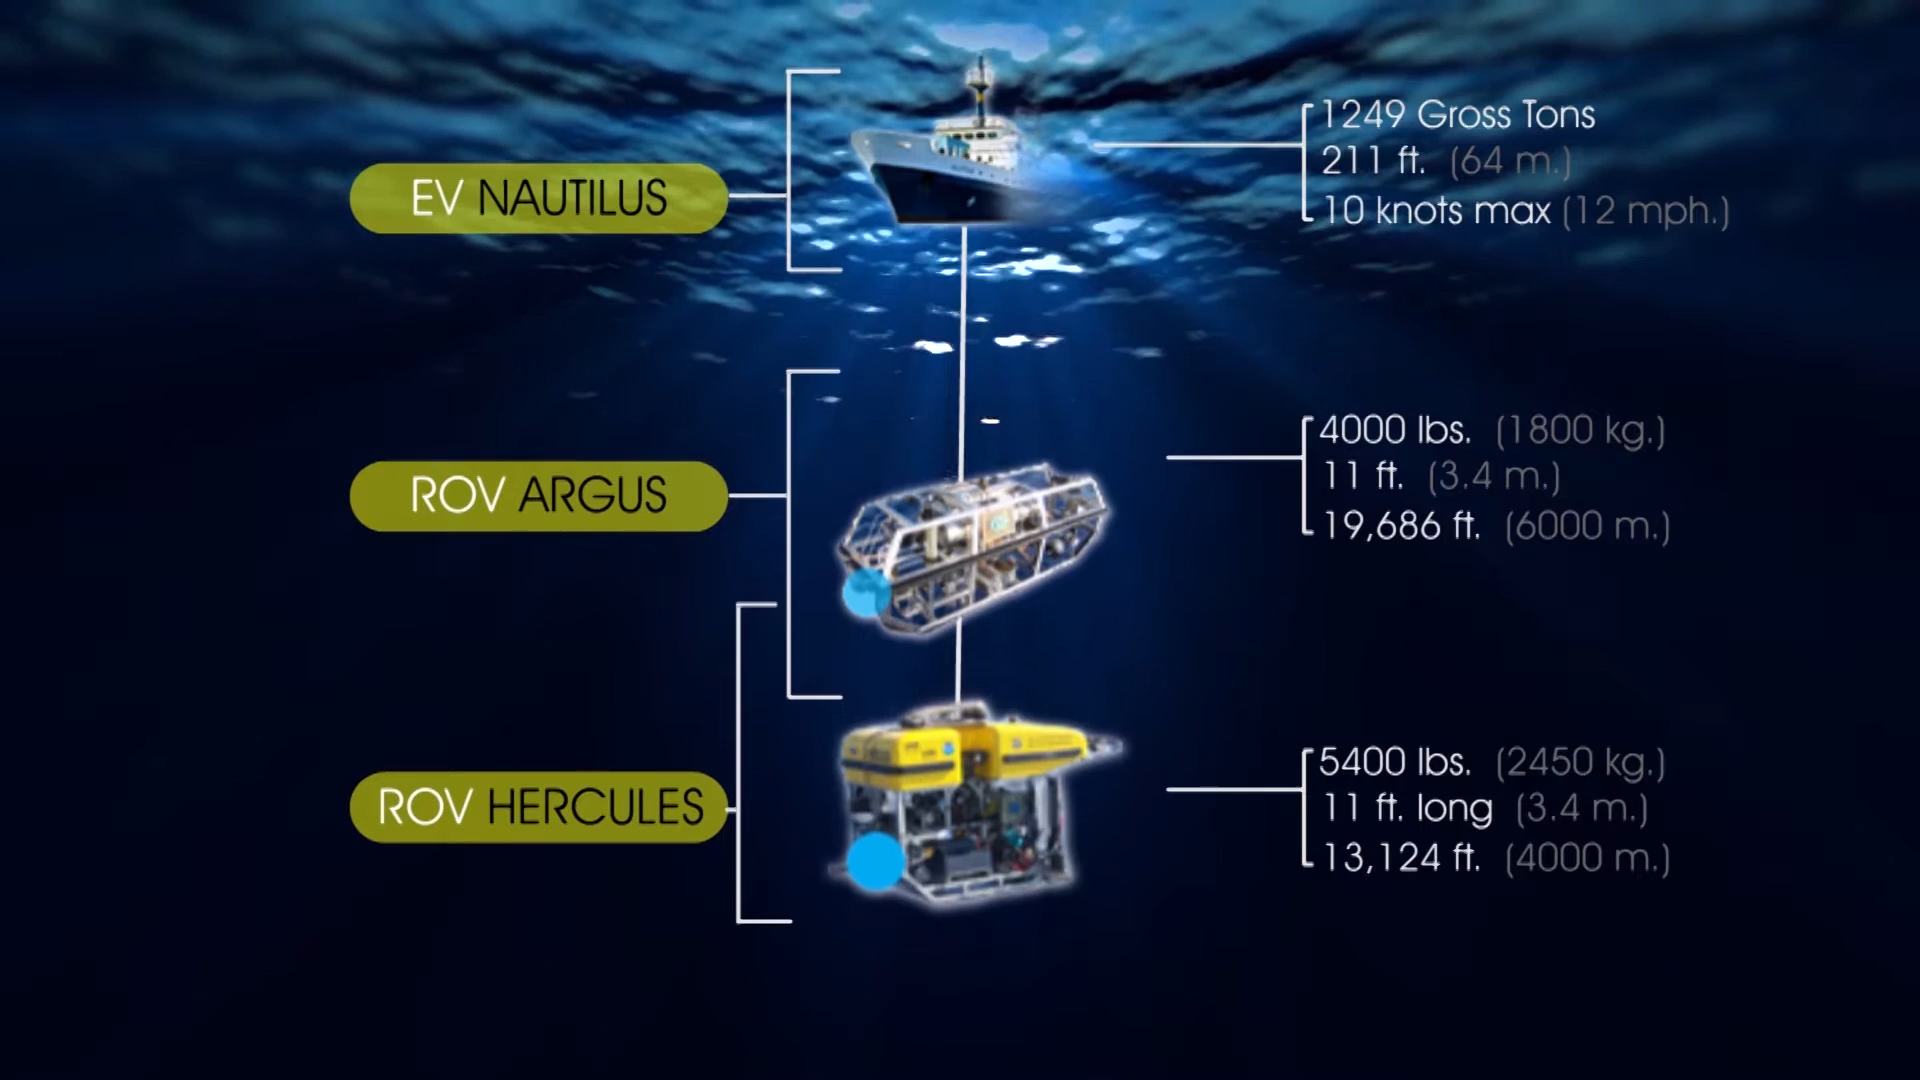 EV NAUTILUS
1249 Gross Tons
211 ft. (64 m.)
10 knots max (12 mph.)
ROV ARGUS
4000 lbs. (1800 kg.)
11 ft. (3.4 m.)
19,686 ft. (6000 m.)
ROV HERCULES
5400 lbs. (2450 kg.)
11 ft. long (3.4 m.)
13,124 ft. (4000 m.)